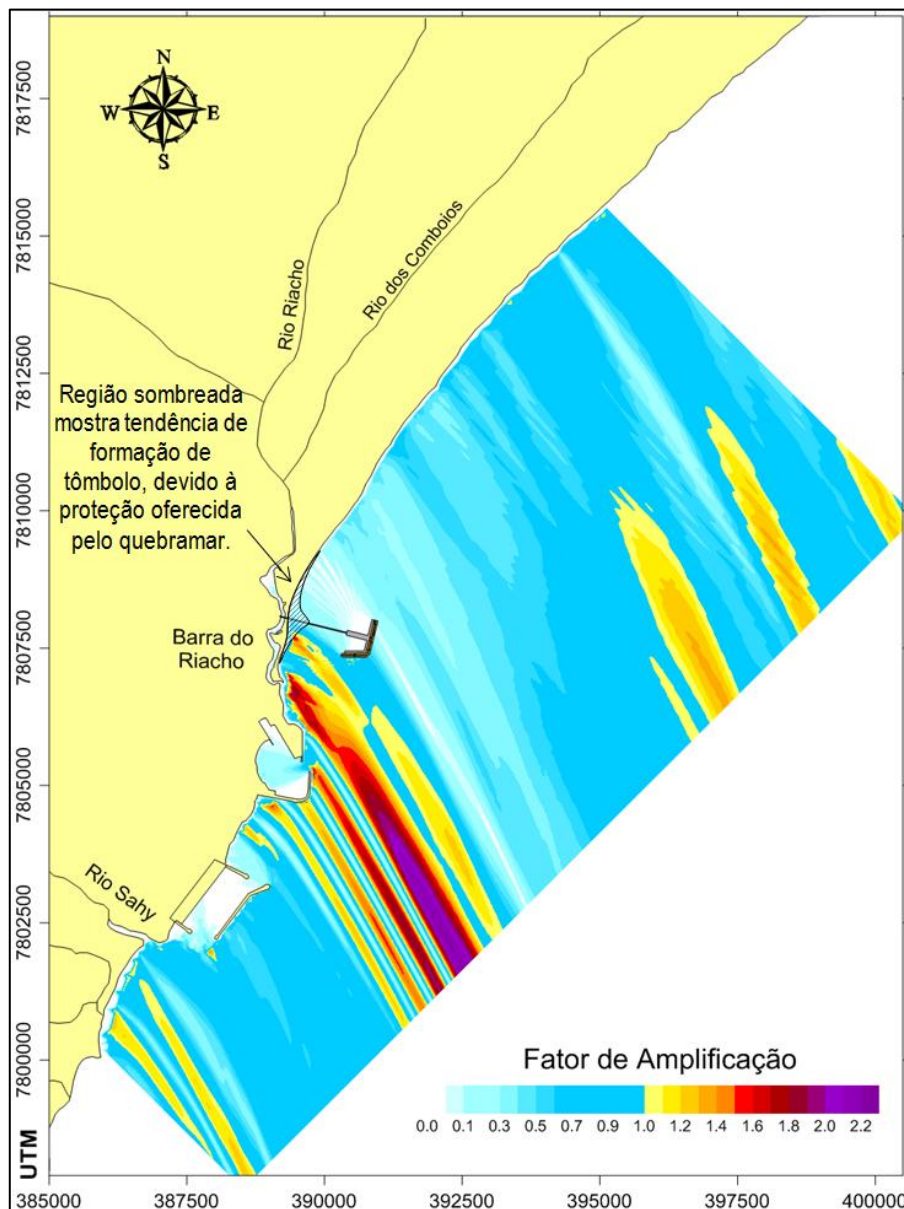 N
W
E
S
7817500
7815000
7812500
7810000
7807500
7805000
7802500
7800000
UTM
Rio Riacho
Rio dos Comboios
Região sombreada
mostra tendência de
formação de
tômbolo, devido à
proteção oferecida
pelo quebramar.
Barra do
Riacho
Rio Sahy
Fator de Amplificação
0.0 0.1 0.3 0.5 0.7 0.9 1.0 1.2 1.4 1.6 1.8 2.0 2.2
385000 387500 390000 392500 395000 397500 400000